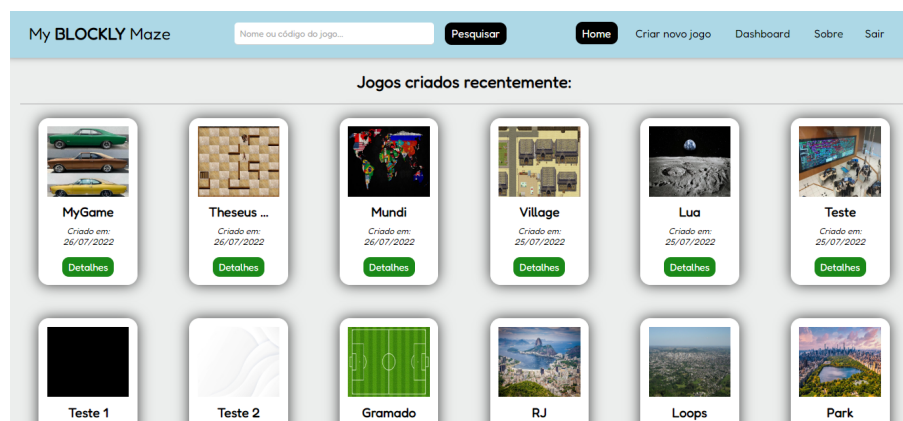 My BLOCKLY Maze
Nome ou código do jogo...
Pesquisar
Home
Criar novo jogo
Dashboard
Sobre
Sair
Jogos criados recentemente:
MyGame
Theseus ...
Mundi
Village
Lua
Teste
Criado em:
26/07/2022
Criado em:
26/07/2022
Criado em:
26/07/2022
Criado em:
25/07/2022
Criado em:
25/07/2022
Criado em:
25/07/2022
Detalhes
Detalhes
Detalhes
Detalhes
Detalhes
Detalhes
Teste 1
Teste 2
Gramado
RJ
Loops
Park